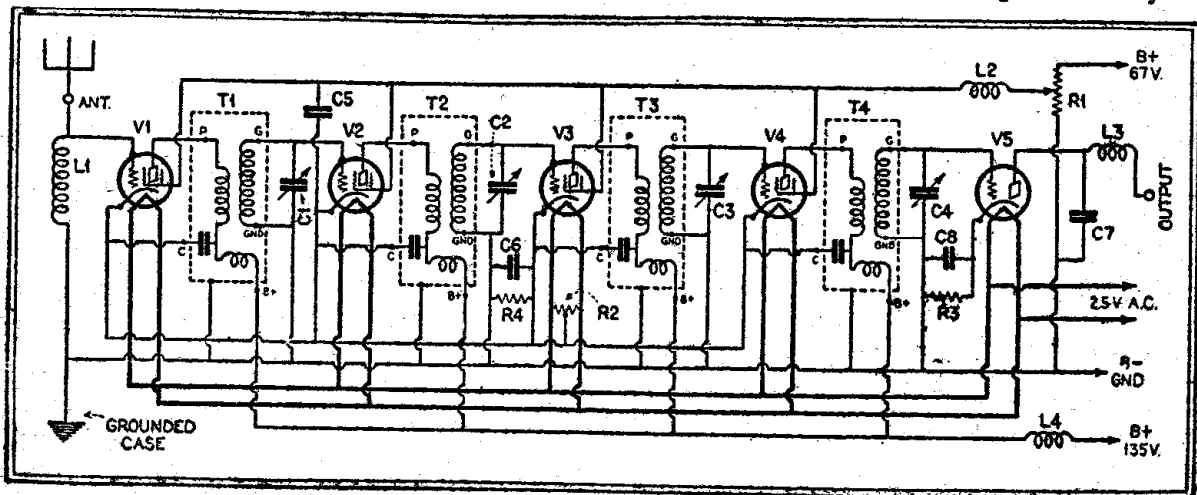 ANT.
L1
V1
P
T1
G
GND
C
B+
C1
C5
V2
P
T2
G
GND
C
B+
C2
C6
R4
V3
R2
P
T3
GND
C
B+
C3
V4
P
T4
G
GND
C
B+
C4
C8
R3
V5
L2
R1
B+
67V.
L3
OUTPUT
C7
2.5V A.C.
B-
GND
L4
B+
135V.
GROUNDED
CASE